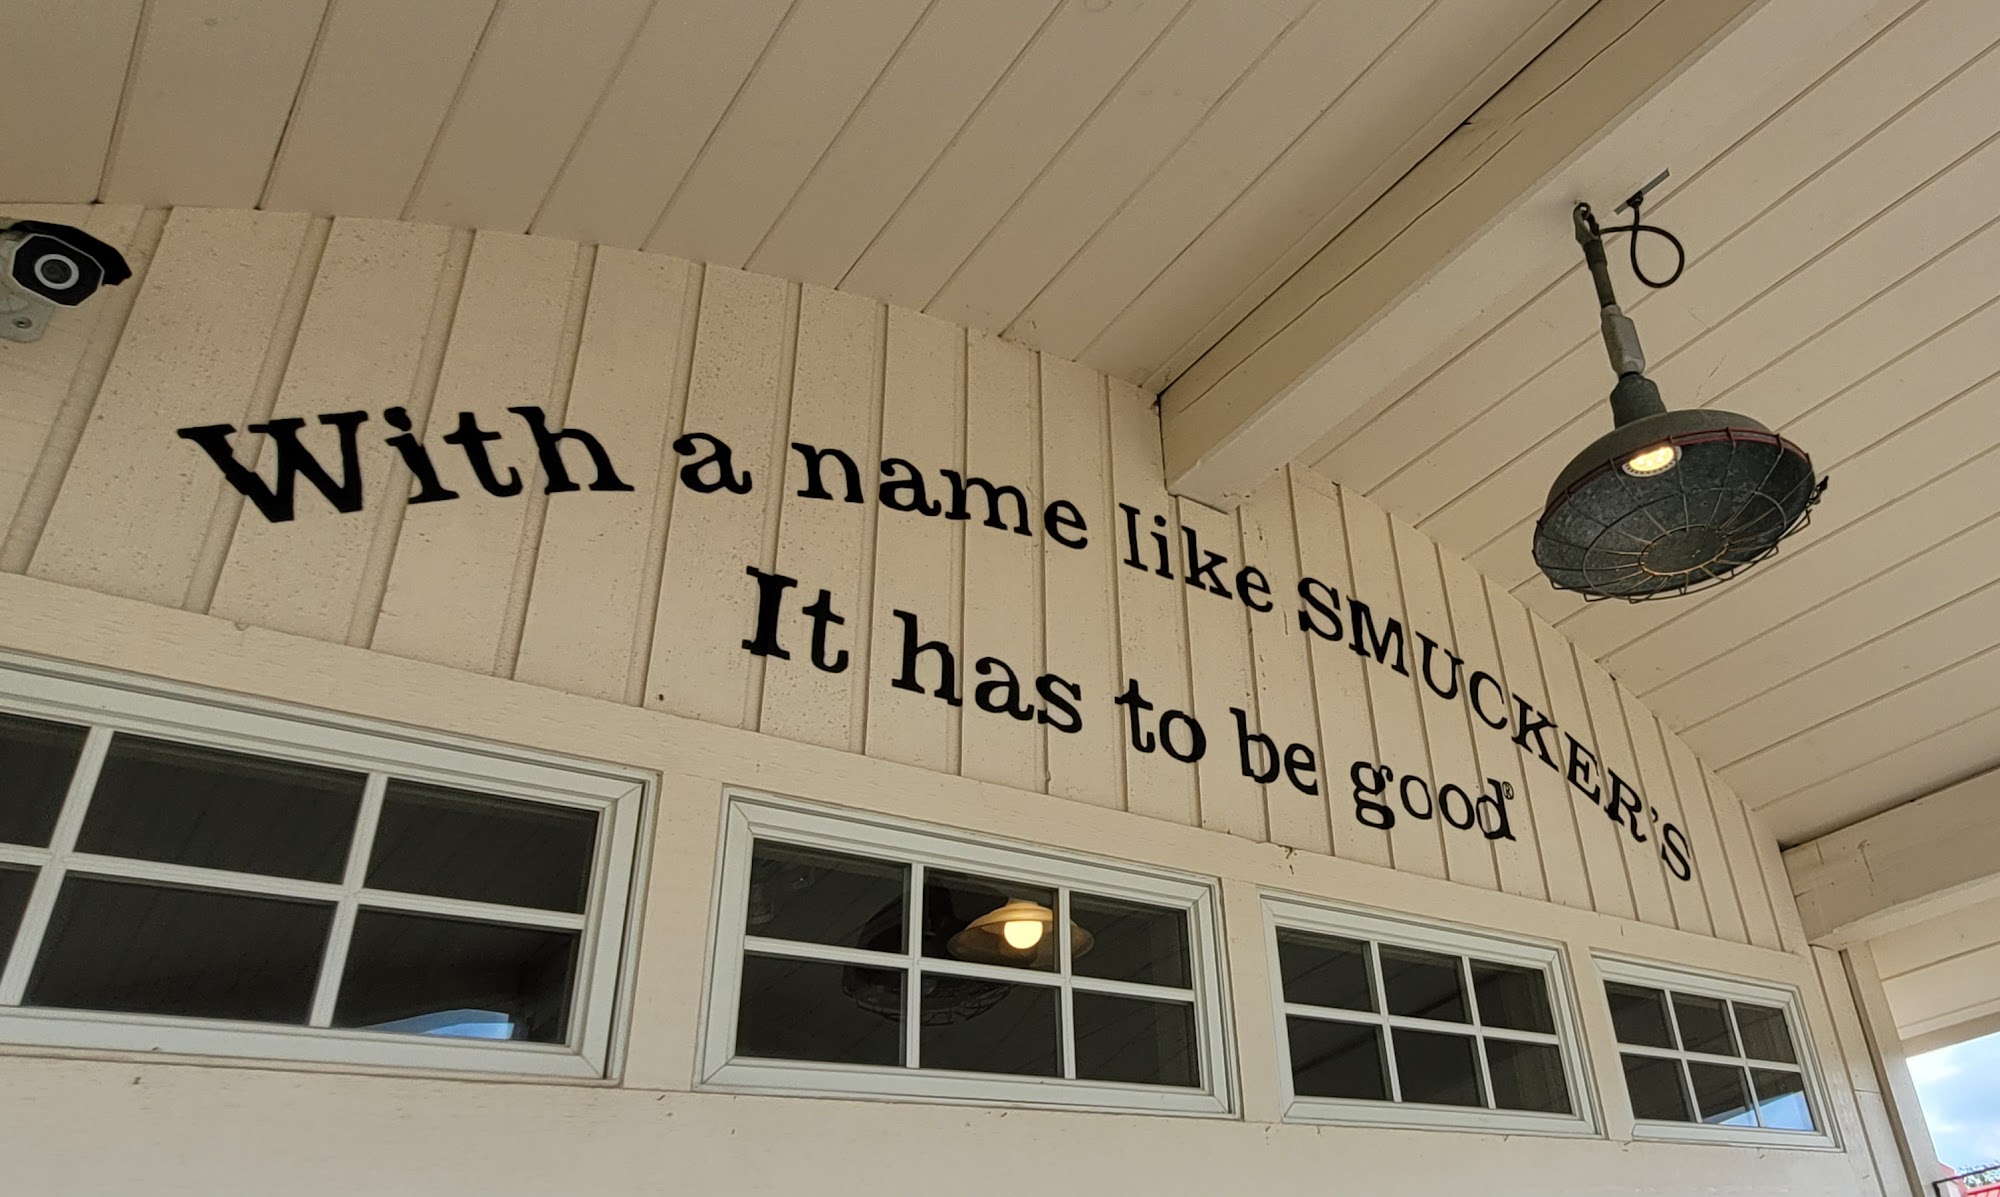 With a name like SMUCKER'S
It has to be good®